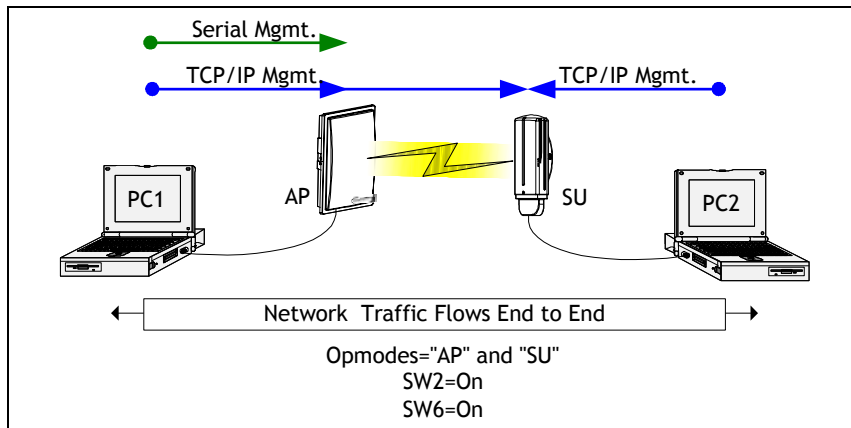 Serial Mgmt.
TCP/IP Mgmt. TCP/IP Mgmt.
PC1 AP SU PC2
Network Traffic Flows End to End
Opmodes="AP" and "SU"
SW2=On
SW6=On